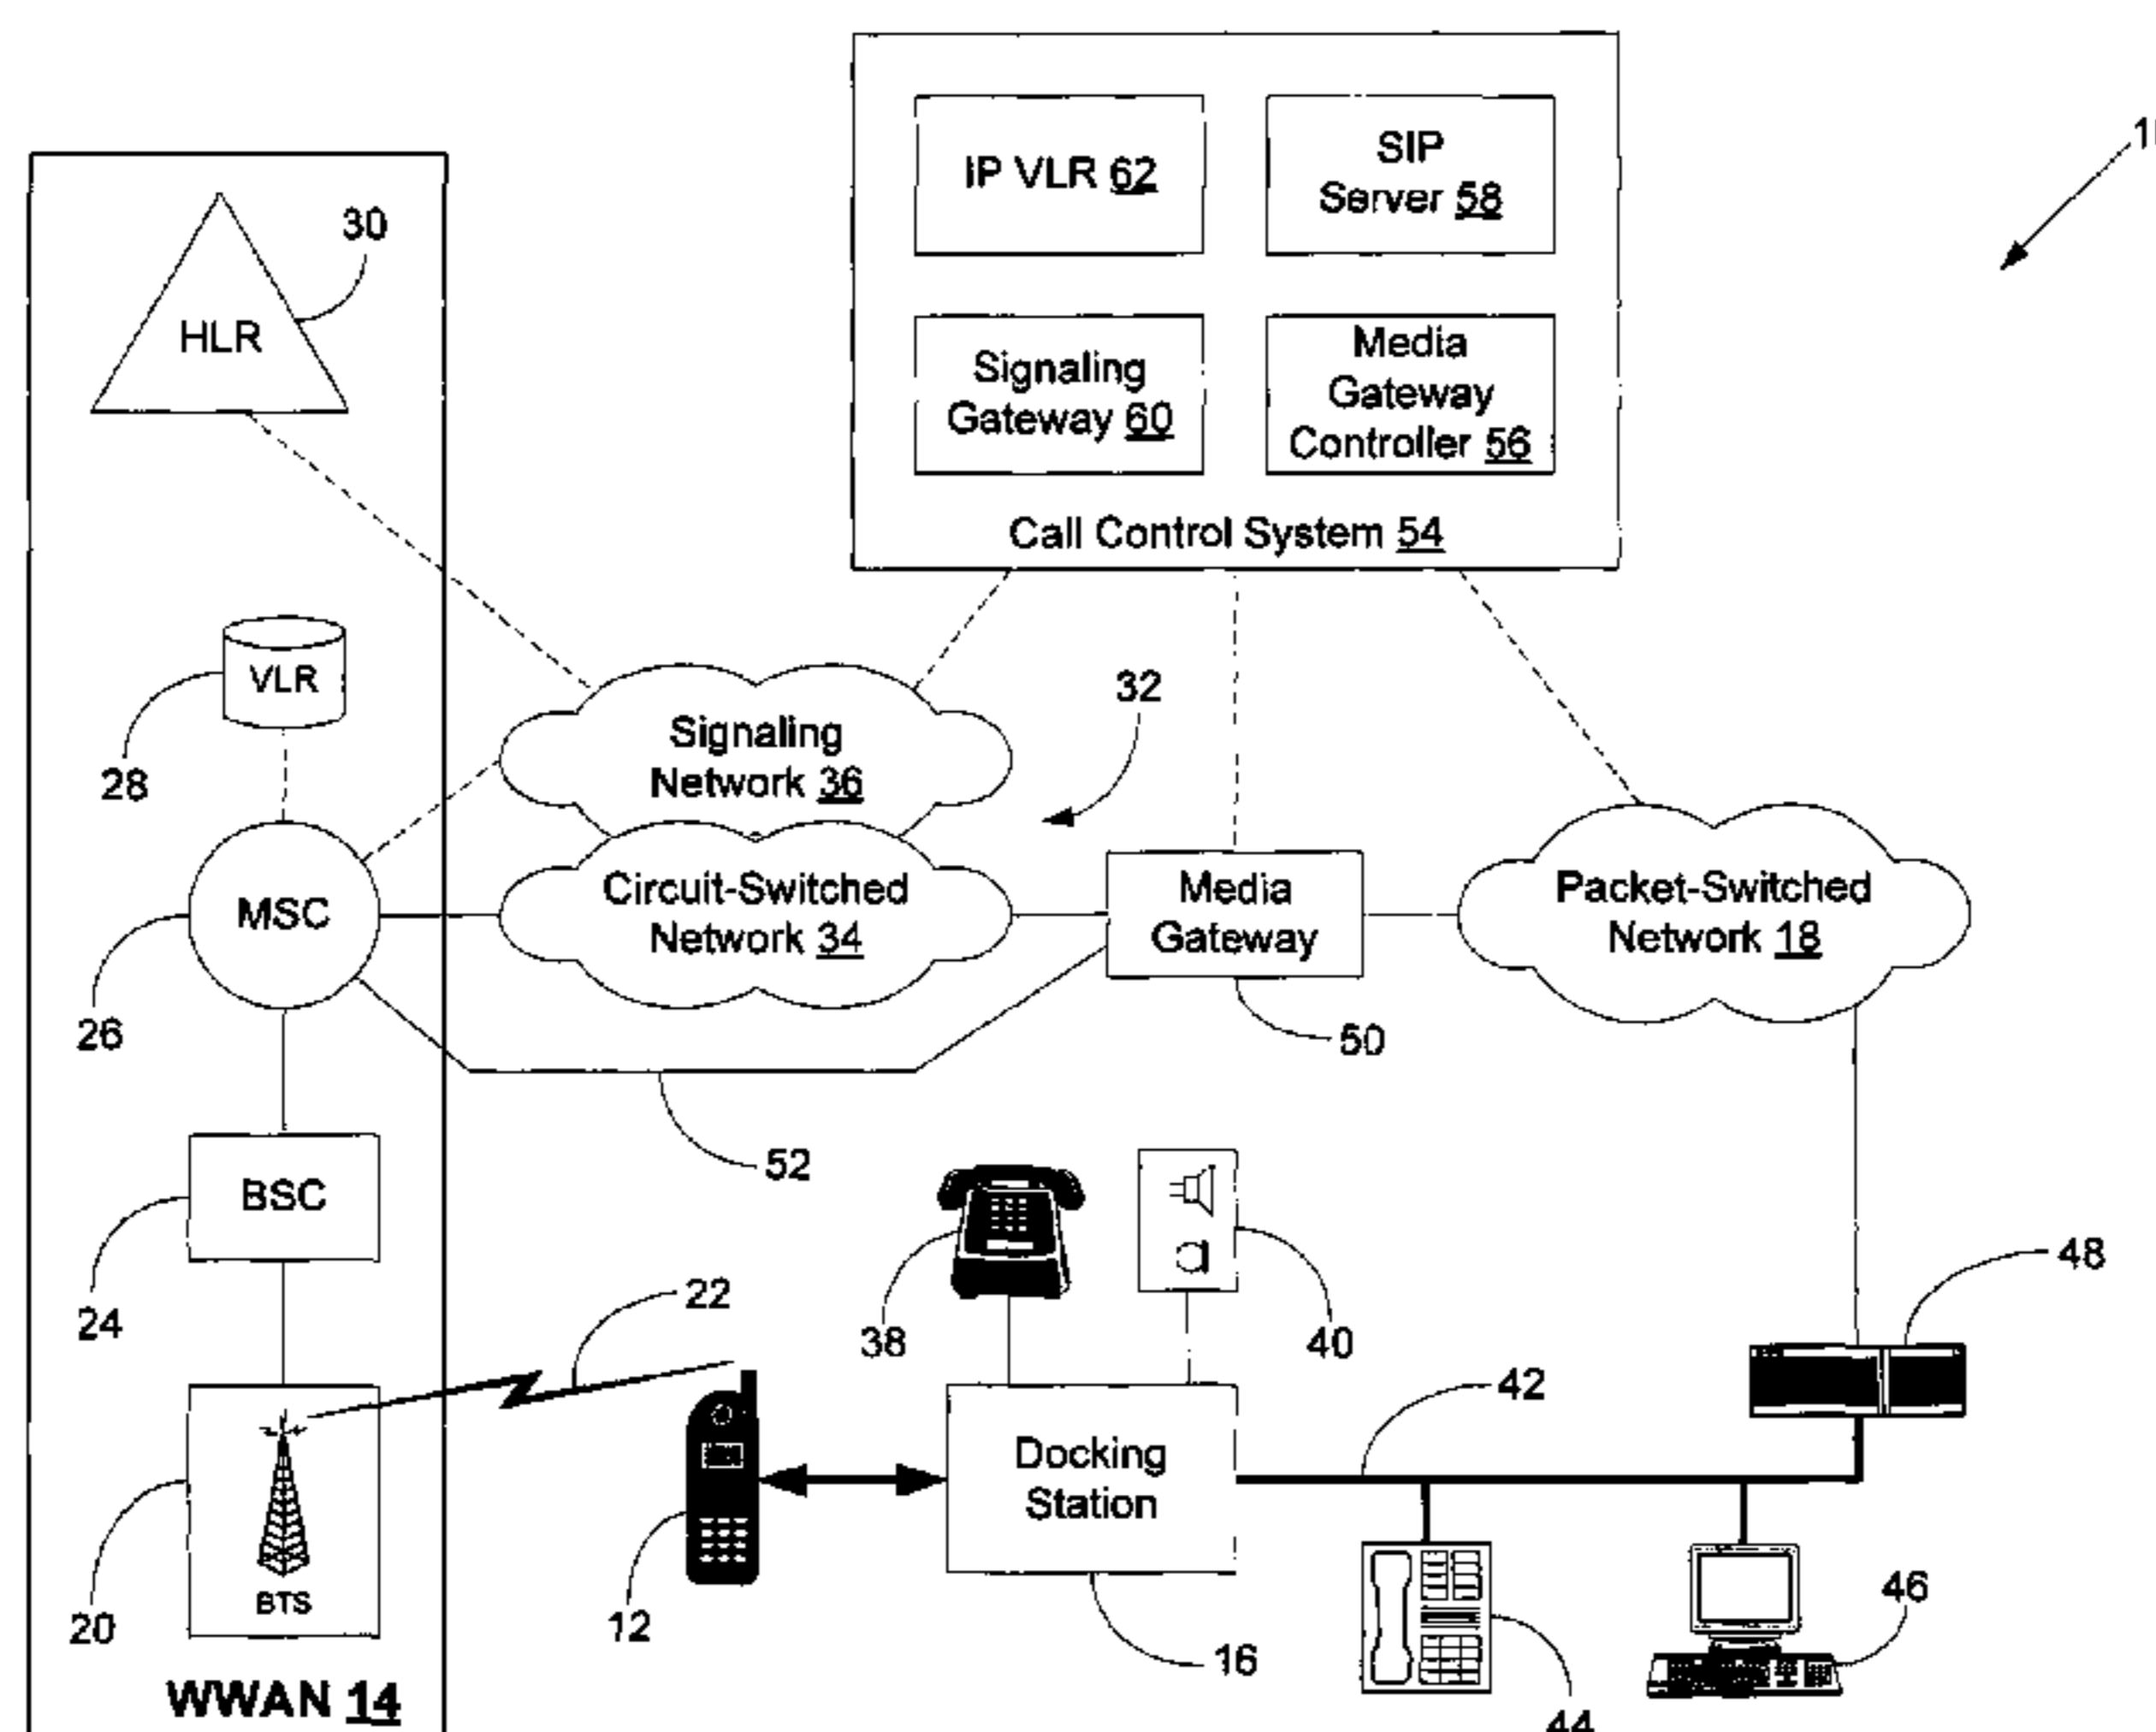 IP VLR 62
SIP
Server 58
Signaling
Gateway 60
Media
Gateway
Controller 56
Call Control System 54
30
HLR
VLR
28
Signaling
Network 36
32
MSC
26
Circuit-Switched
Network 34
Media
Gateway
50
Packet-Switched
Network 18
52
BSC
24
22
38
40
48
42
Docking
Station
12
16
BTS
20
44
46
WWAN 14